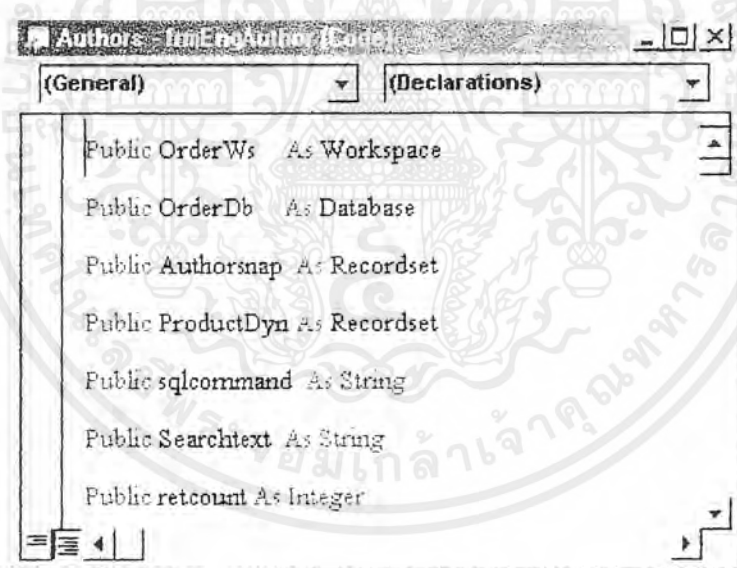 Authors - frmEngAuthor (Code)
(General) (Declarations)
Public OrderWs As Workspace
Public OrderDb As Database
Public Authorsnap As Recordset
Public ProductDyn As Recordset
Public sqlcommand As String
Public Searchtext As String
Public retcount As Integer